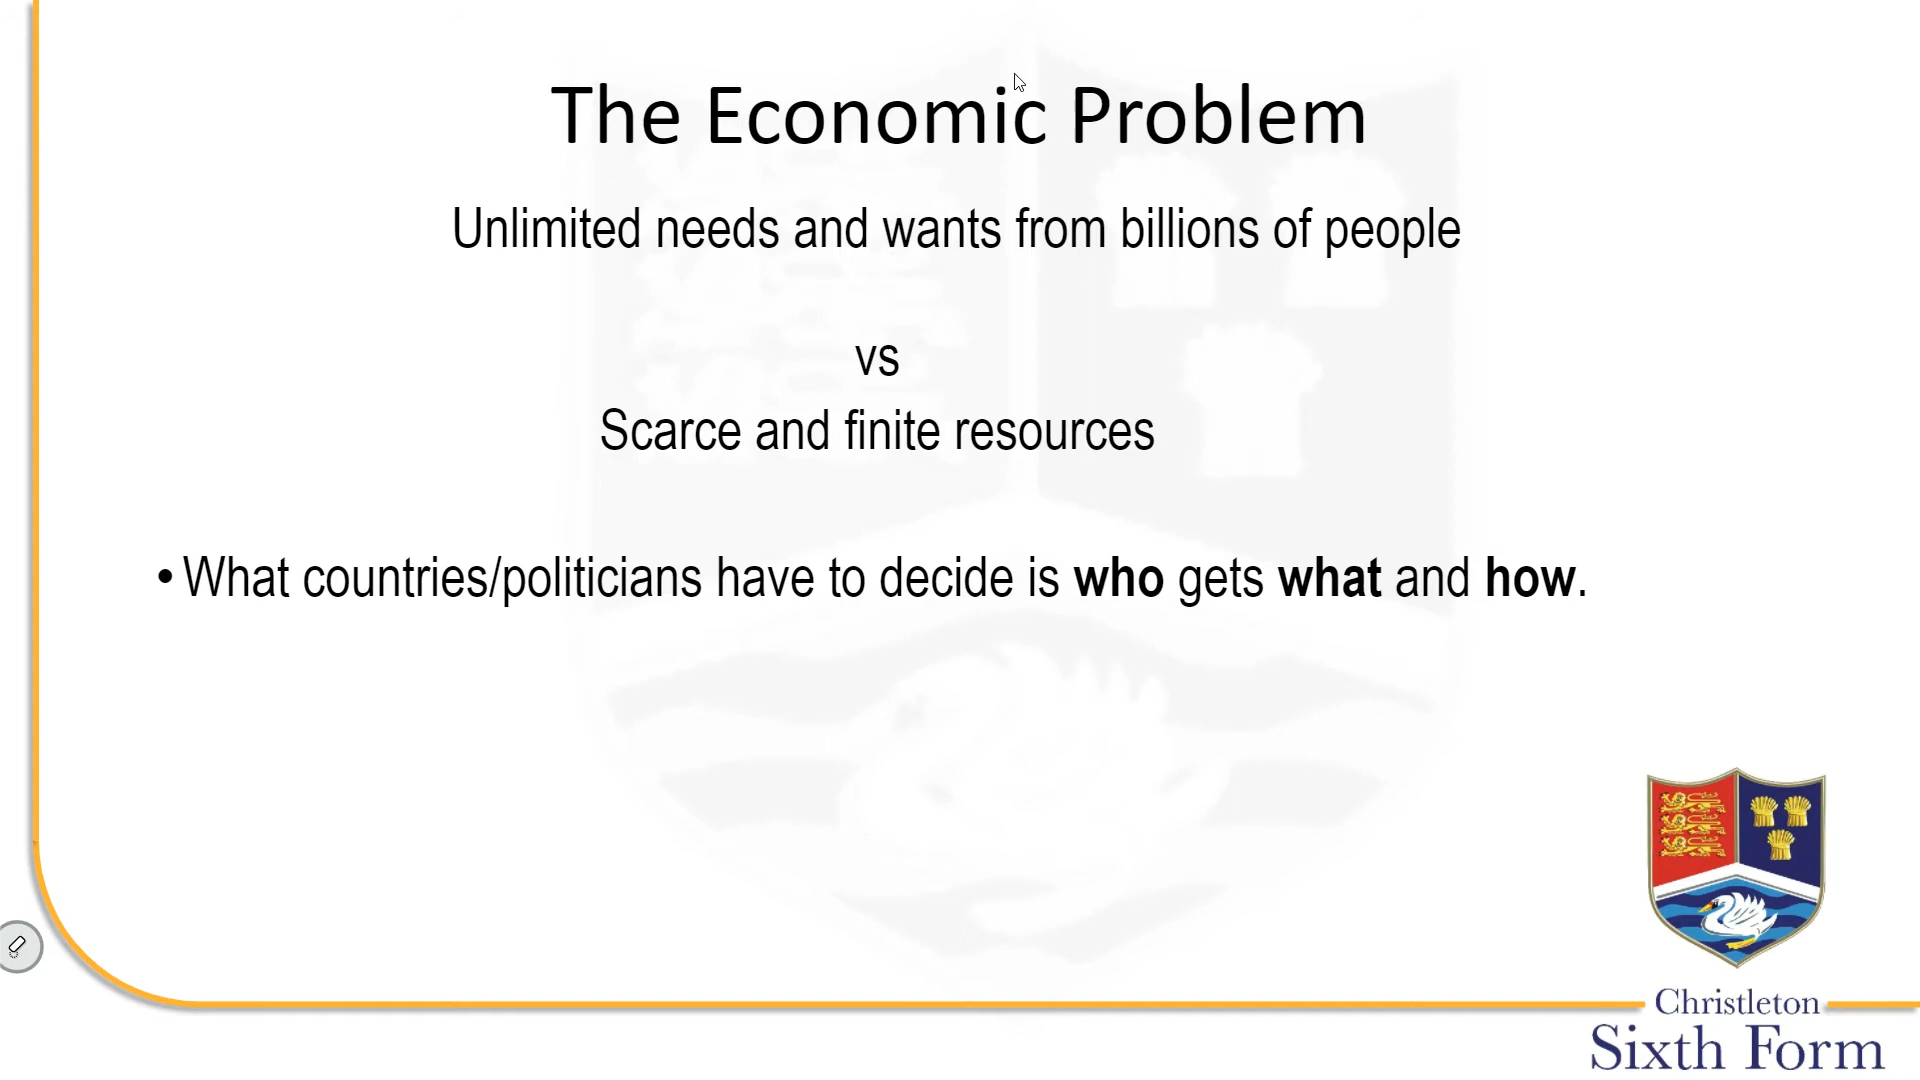 The Economic Problem
Unlimited needs and wants from billions of people
vs
Scarce and finite resources
• What countries/politicians have to decide is who gets what and how.
Christleton
Sixth Form